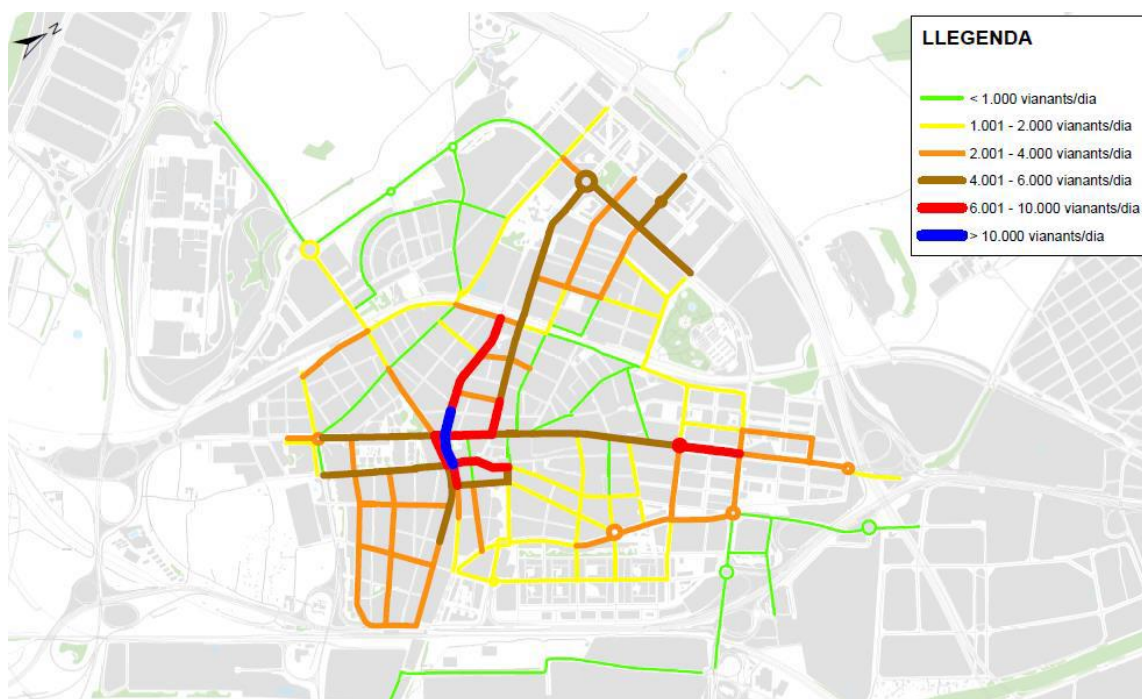 N
LLEGENDA
< 1.000 vianants/dia
1.001 - 2.000 vianants/dia
2.001 - 4.000 vianants/dia
4.001 - 6.000 vianants/dia
6.001 - 10.000 vianants/dia
> 10.000 vianants/dia